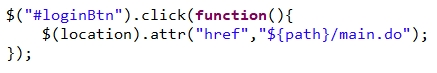 $("#loginBtn").click(function(){
    $(location).attr("href","${path}/main.do");
});